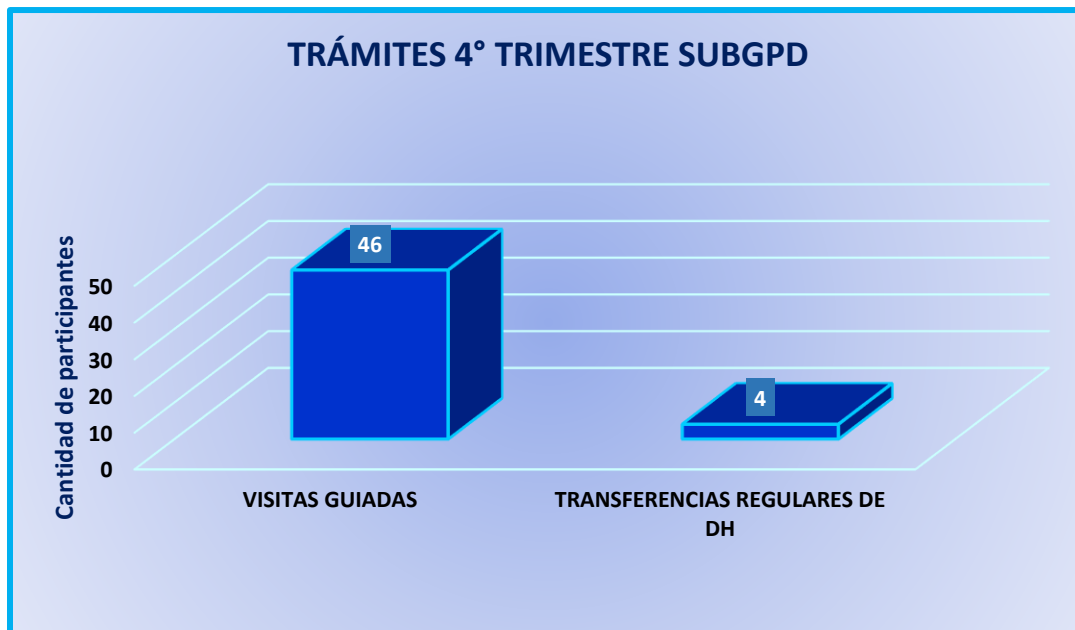 TRÁMITES 4° TRIMESTRE SUBGPD
Cantidad de participantes
50
40
30
20
10
0
46
4
VISITAS GUIADAS
TRANSFERENCIAS REGULARES DE
DH